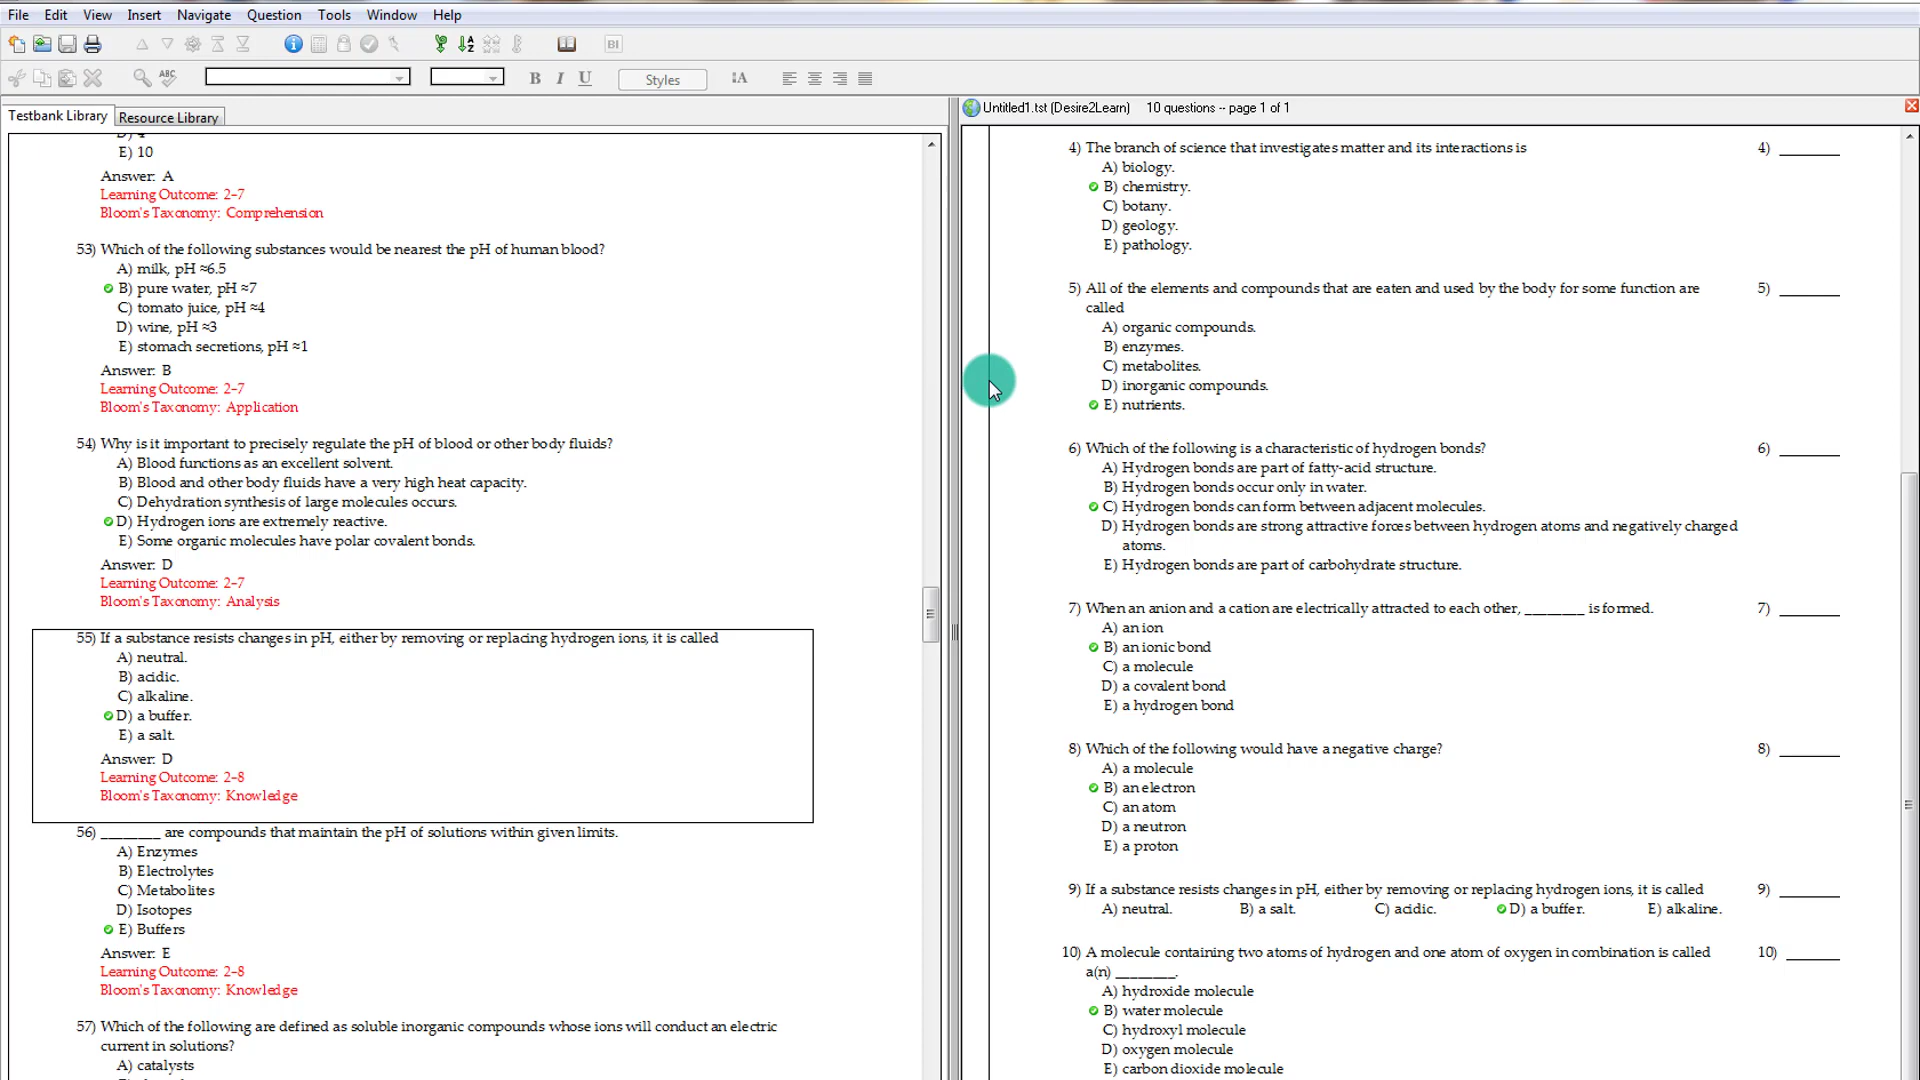 File Edit View Insert Navigate Question Tools Window Help
BI
ABC
B I U Styles
Testbank Library Resource Library
E) 10
Answer: A
Learning Outcome: 2-7
Bloom's Taxonomy: Comprehension
53) Which of the following substances would be nearest the pH of human blood?
A) milk, pH ≈6.5
B) pure water, pH ≈7
C) tomato juice, pH ≈4
D) wine, pH ≈3
E) stomach secretions, pH ≈1
Answer: B
Learning Outcome: 2-7
Bloom's Taxonomy: Application
54) Why is it important to precisely regulate the pH of blood or other body fluids?
A) Blood functions as an excellent solvent.
B) Blood and other body fluids have a very high heat capacity.
C) Dehydration synthesis of large molecules occurs.
D) Hydrogen ions are extremely reactive.
E) Some organic molecules have polar covalent bonds.
Answer: D
Learning Outcome: 2-7
Bloom's Taxonomy: Analysis
55) If a substance resists changes in pH, either by removing or replacing hydrogen ions, it is called
A) neutral.
B) acidic.
C) alkaline.
D) a buffer.
E) a salt.
Answer: D
Learning Outcome: 2-8
Bloom's Taxonomy: Knowledge
56) ________ are compounds that maintain the pH of solutions within given limits.
A) Enzymes
B) Electrolytes
C) Metabolites
D) Isotopes
E) Buffers
Answer: E
Learning Outcome: 2-8
Bloom's Taxonomy: Knowledge
57) Which of the following are defined as soluble inorganic compounds whose ions will conduct an electric
current in solutions?
A) catalysts
Untitled1.tst (Desire2Learn) 10 questions -- page 1 of 1
4) The branch of science that investigates matter and its interactions is 4) ________
A) biology.
B) chemistry.
C) botany.
D) geology.
E) pathology.
5) All of the elements and compounds that are eaten and used by the body for some function are 5) ________
called
A) organic compounds.
B) enzymes.
C) metabolites.
D) inorganic compounds.
E) nutrients.
6) Which of the following is a characteristic of hydrogen bonds? 6) ________
A) Hydrogen bonds are part of fatty-acid structure.
B) Hydrogen bonds occur only in water.
C) Hydrogen bonds can form between adjacent molecules.
D) Hydrogen bonds are strong attractive forces between hydrogen atoms and negatively charged
atoms.
E) Hydrogen bonds are part of carbohydrate structure.
7) When an anion and a cation are electrically attracted to each other, ________ is formed. 7) ________
A) an ion
B) an ionic bond
C) a molecule
D) a covalent bond
E) a hydrogen bond
8) Which of the following would have a negative charge? 8) ________
A) a molecule
B) an electron
C) an atom
D) a neutron
E) a proton
9) If a substance resists changes in pH, either by removing or replacing hydrogen ions, it is called 9) ________
A) neutral. B) a salt. C) acidic. D) a buffer. E) alkaline.
10) A molecule containing two atoms of hydrogen and one atom of oxygen in combination is called 10) ________
a(n) ________.
A) hydroxide molecule
B) water molecule
C) hydroxyl molecule
D) oxygen molecule
E) carbon dioxide molecule